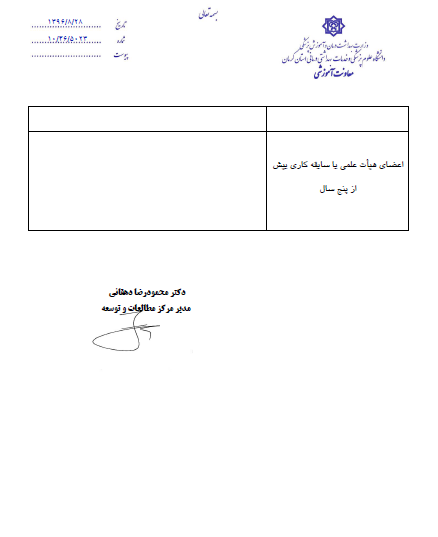 بسمه تعالی
وزارت بهداشت درمان و آموزش پزشکی
دانشگاه علوم پزشکی و خدمات بهداشتی درمانی استان کرمان
معاونت آموزشی
تاریخ ۱۳۹۶/۸/۲۸
شماره ۱۰/۳۶/۵۰۲۳
پیوست
اعضای هیأت علمی با سابقه کاری بیش
از پنج سال
دکتر محمودرضا دهقانی
مدیر مرکز مطالعات و توسعه